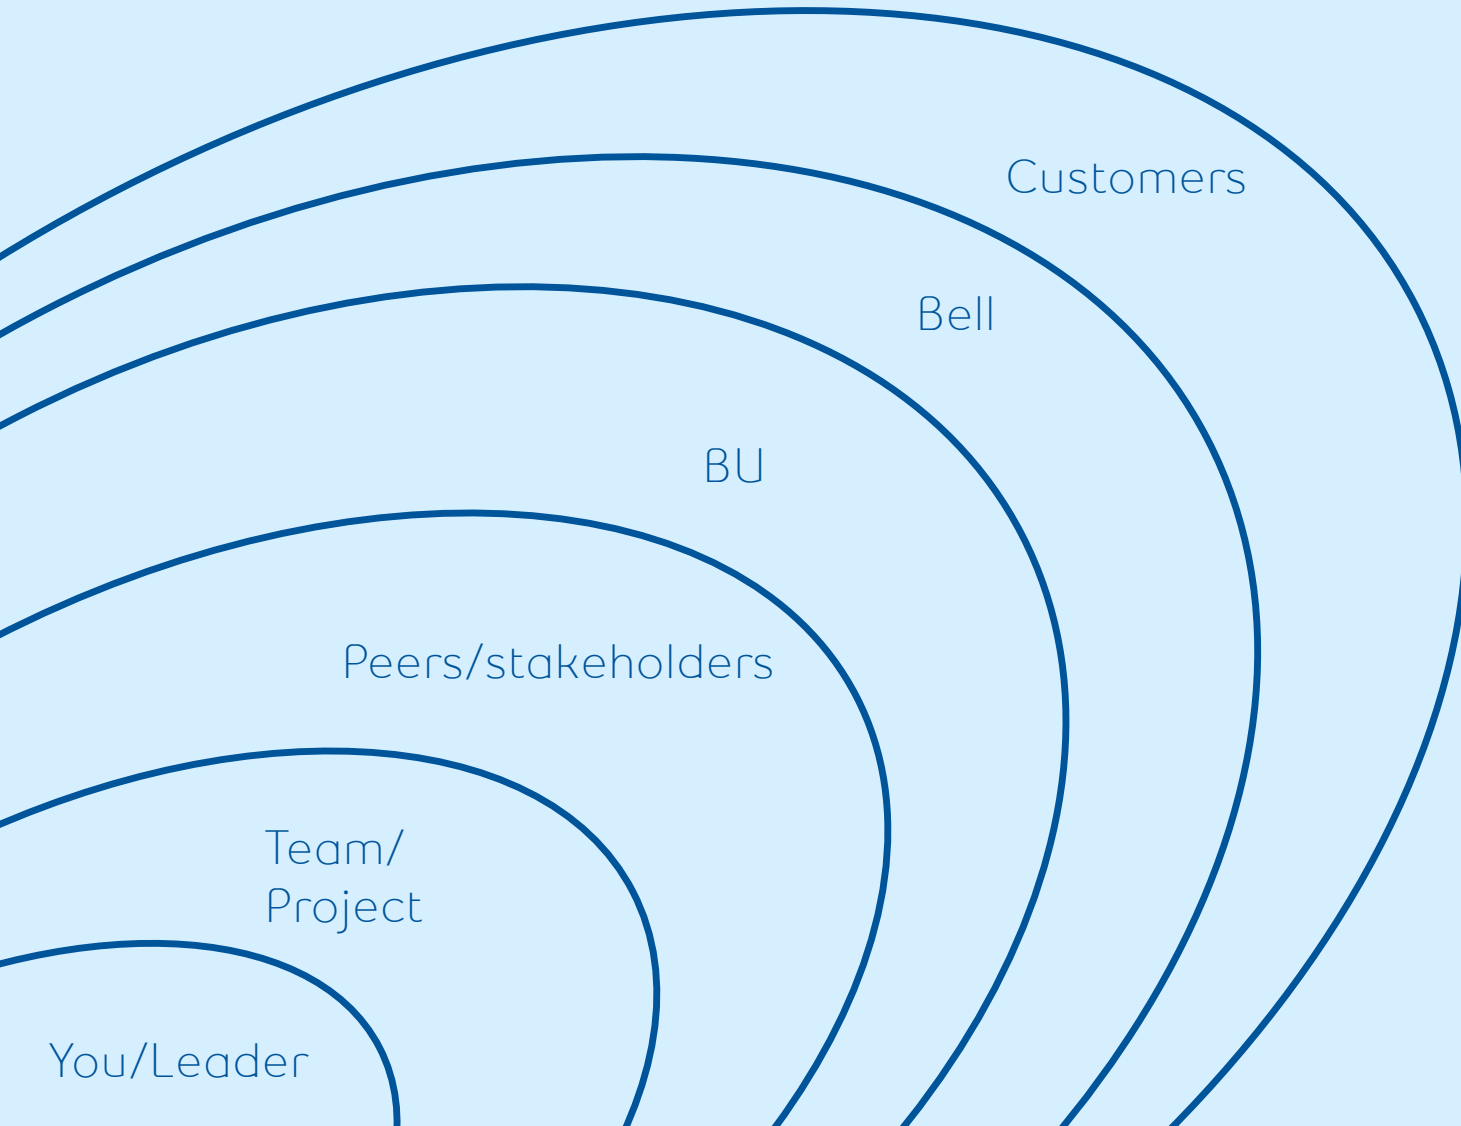 Customers
Bell
BU
Peers/stakeholders
Team/
Project
You/Leader